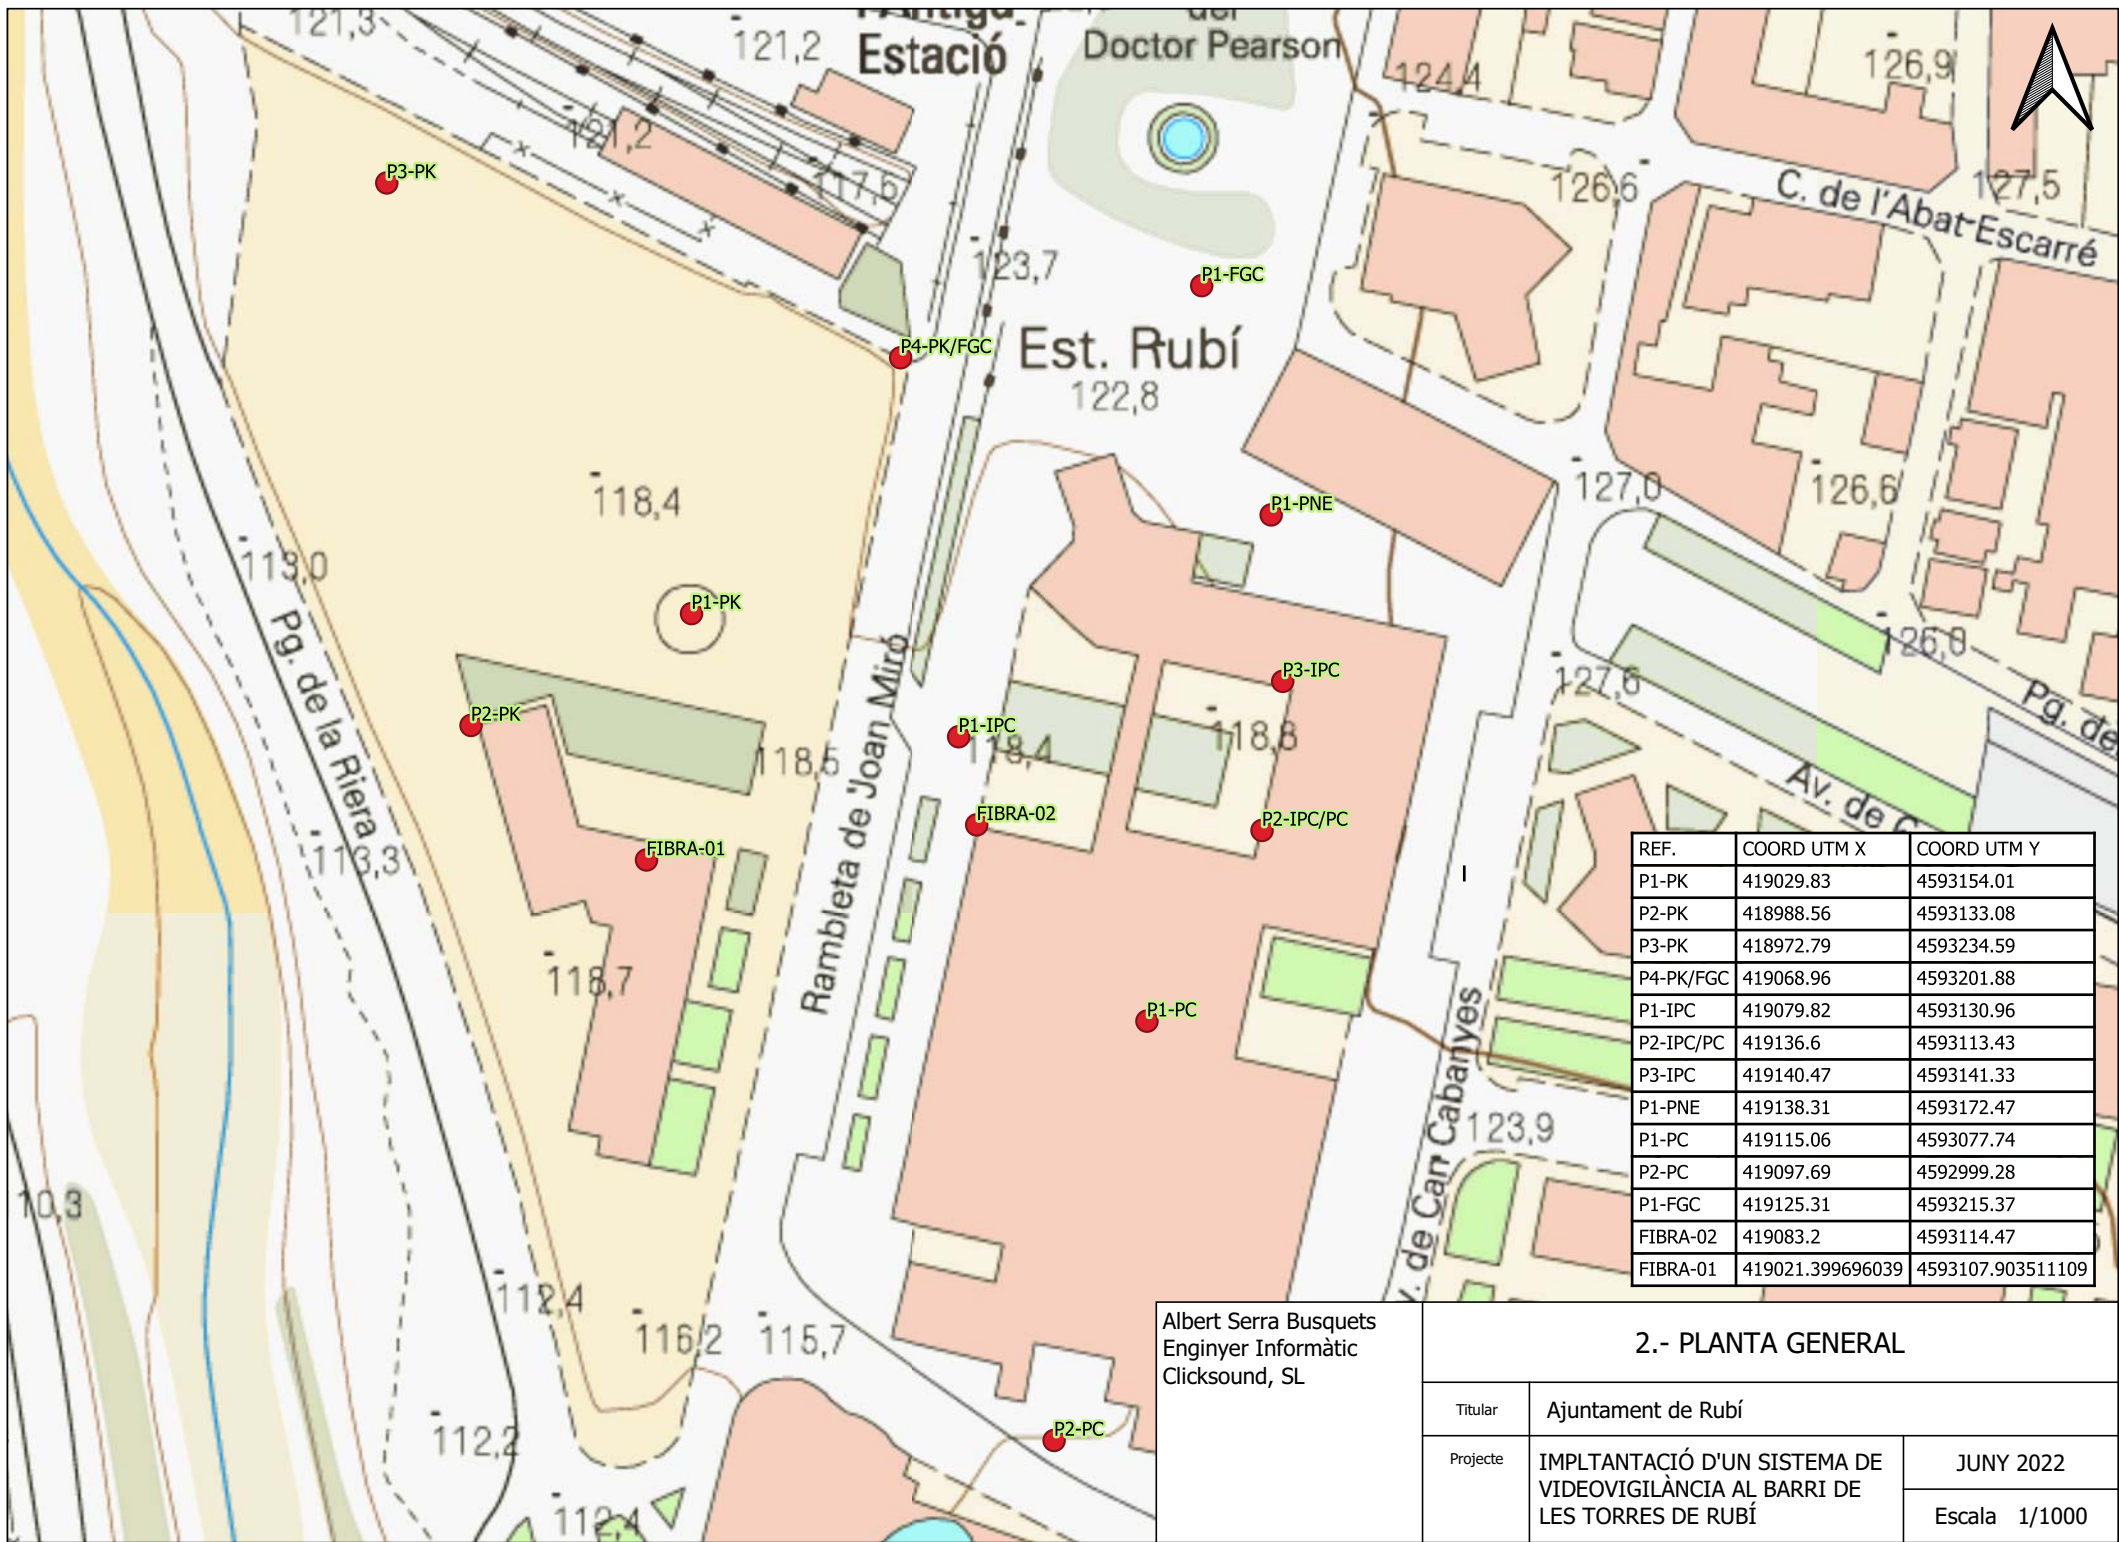 121,3
121,2
l'Antiga
Estació
del
Doctor Pearson
124,4
126,9
121,2
117,6
P3-PK
126,6
C. de l'Abat Escarré
127,5
123,7
P1-FGC
P4-PK/FGC
Est. Rubí
122,8
118,4
P1-PNE
127,0
126,6
113,0
P1-PK
Pg. de la Riera
Rambleta de Joan Miró
P3-IPC
126,0
127,6
Pg. de
P2-PK
P1-IPC
118,4
118,8
118,5
Av. de C
FIBRA-02
P2-IPC/PC
FIBRA-01
113,3
118,7
P1-PC
Av. de Can Cabanyes
123,9
10,3
112,4
116,2
115,7
112,2
P2-PC
112,4
REF. COORD UTM X COORD UTM Y
P1-PK 419029.83 4593154.01
P2-PK 418988.56 4593133.08
P3-PK 418972.79 4593234.59
P4-PK/FGC 419068.96 4593201.88
P1-IPC 419079.82 4593130.96
P2-IPC/PC 419136.6 4593113.43
P3-IPC 419140.47 4593141.33
P1-PNE 419138.31 4593172.47
P1-PC 419115.06 4593077.74
P2-PC 419097.69 4592999.28
P1-FGC 419125.31 4593215.37
FIBRA-02 419083.2 4593114.47
FIBRA-01 419021.399696039 4593107.903511109
Albert Serra Busquets
Enginyer Informàtic
Clicksound, SL
2.- PLANTA GENERAL
Titular Ajuntament de Rubí
Projecte
IMPLTANTACIÓ D'UN SISTEMA DE
VIDEOVIGILÀNCIA AL BARRI DE
LES TORRES DE RUBÍ
JUNY 2022
Escala 1/1000